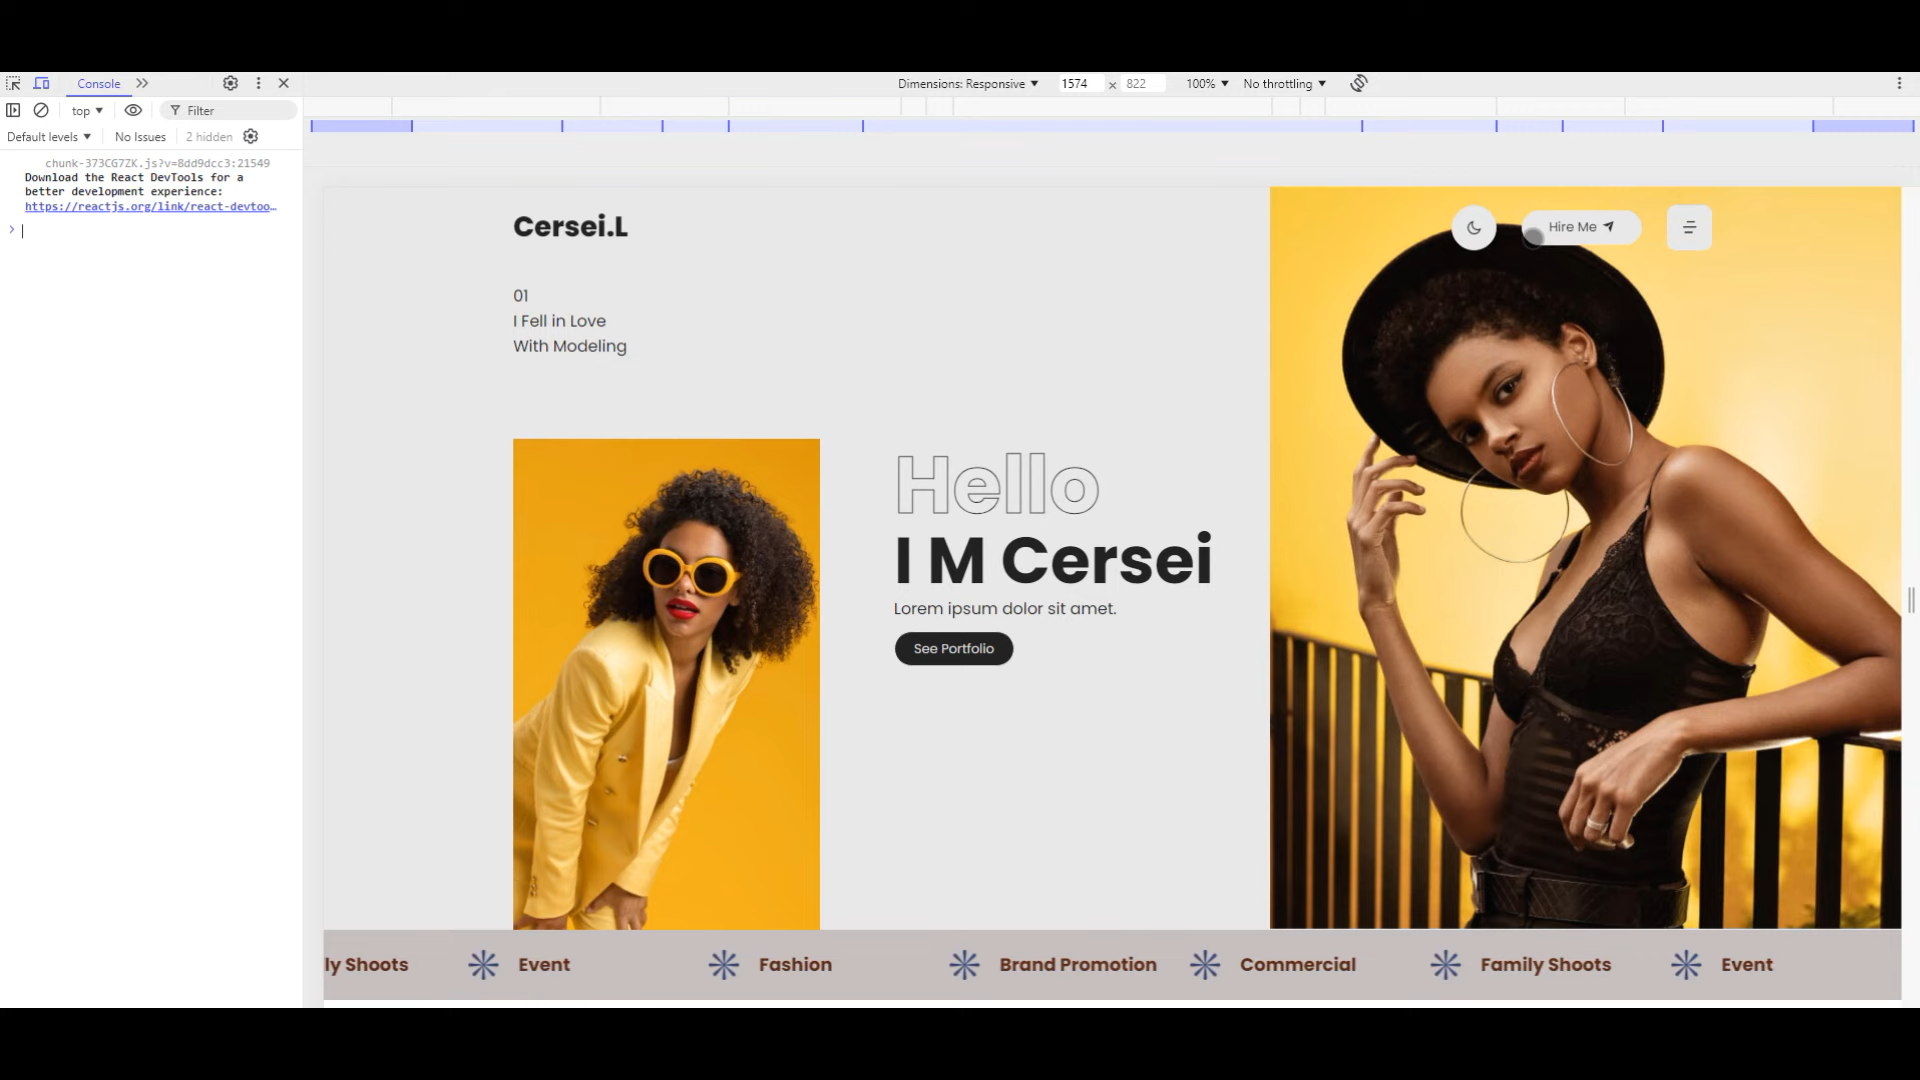 Console
Dimensions: Responsive
1574 x 822
100%
No throttling
top
Filter
Default levels
No Issues
2 hidden
chunk-373CG7ZK.js?v=8dd9dcc3:21549
Download the React DevTools for a
better development experience:
https://reactjs.org/link/react-devtoo…
Cersei.L
Hire Me
01
I Fell in Love
With Modeling
Hello
I M Cersei
Lorem ipsum dolor sit amet.
See Portfolio
ly Shoots
Event
Fashion
Brand Promotion
Commercial
Family Shoots
Event